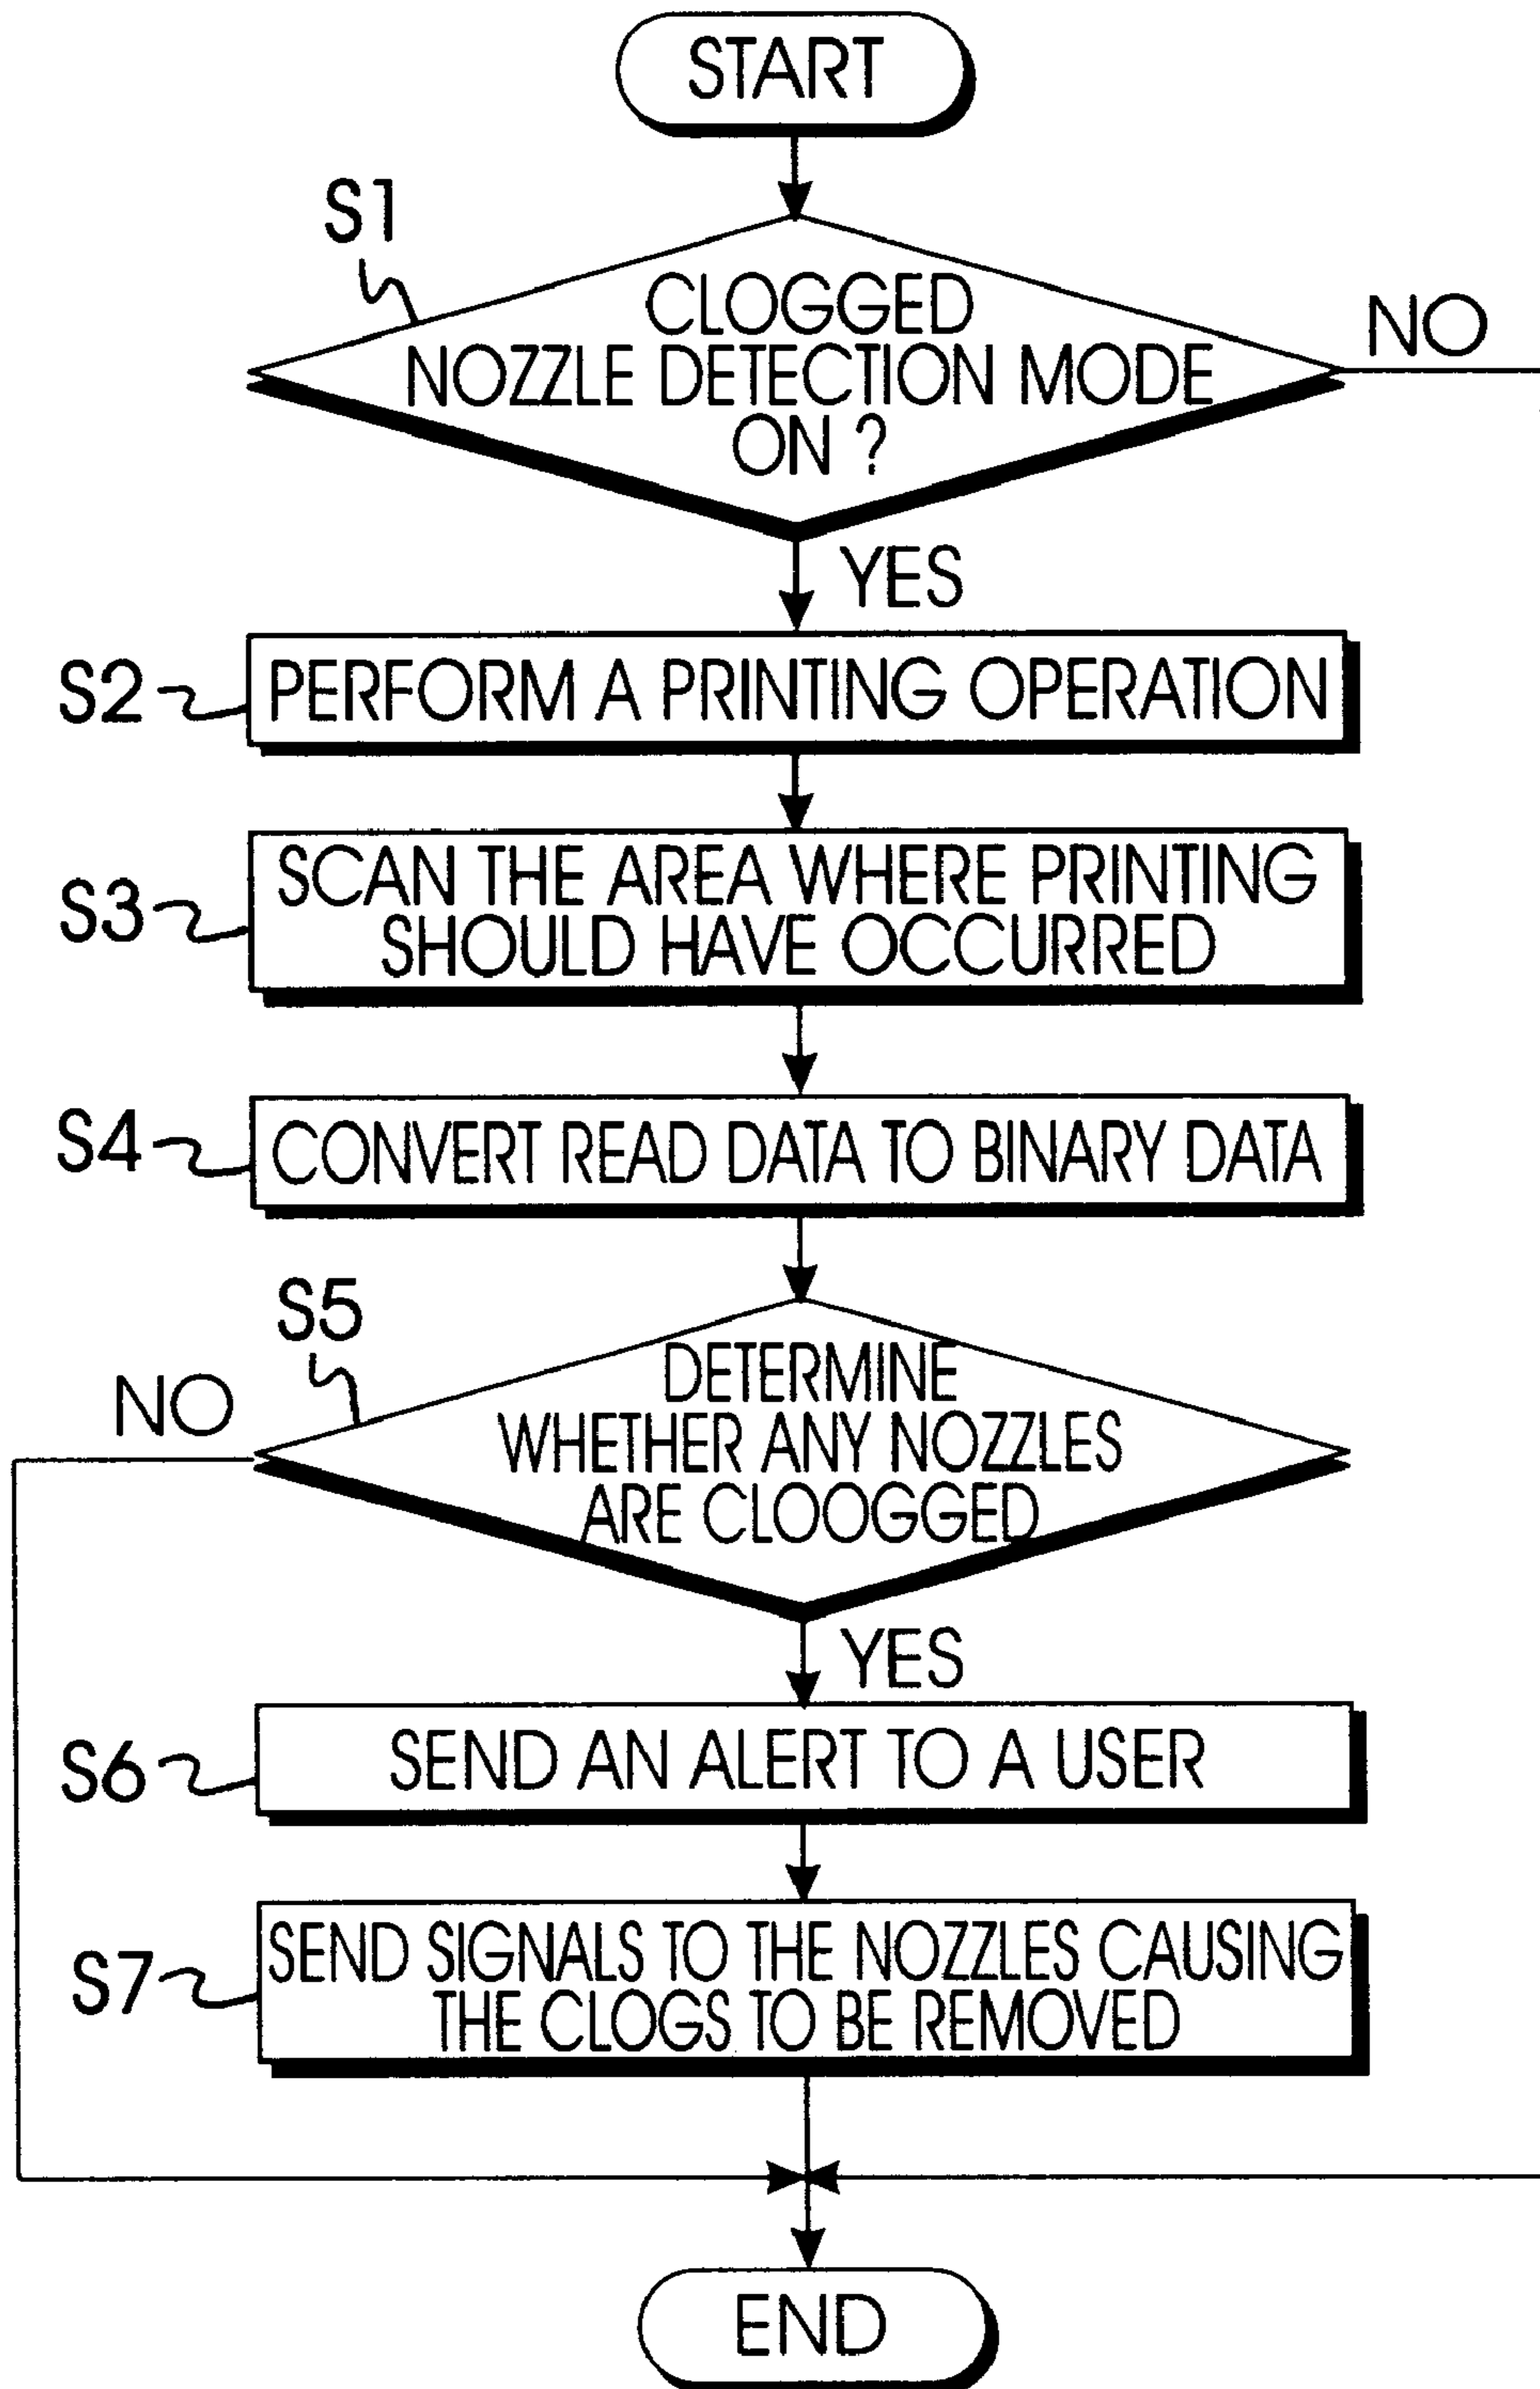 START
S1
CLOGGED
NOZZLE DETECTION MODE
ON ?
NO
YES
S2
PERFORM A PRINTING OPERATION
S3
SCAN THE AREA WHERE PRINTING
SHOULD HAVE OCCURRED
S4
CONVERT READ DATA TO BINARY DATA
S5
NO
DETERMINE
WHETHER ANY NOZZLES
ARE CLOOGGED
YES
S6
SEND AN ALERT TO A USER
S7
SEND SIGNALS TO THE NOZZLES CAUSING
THE CLOGS TO BE REMOVED
END